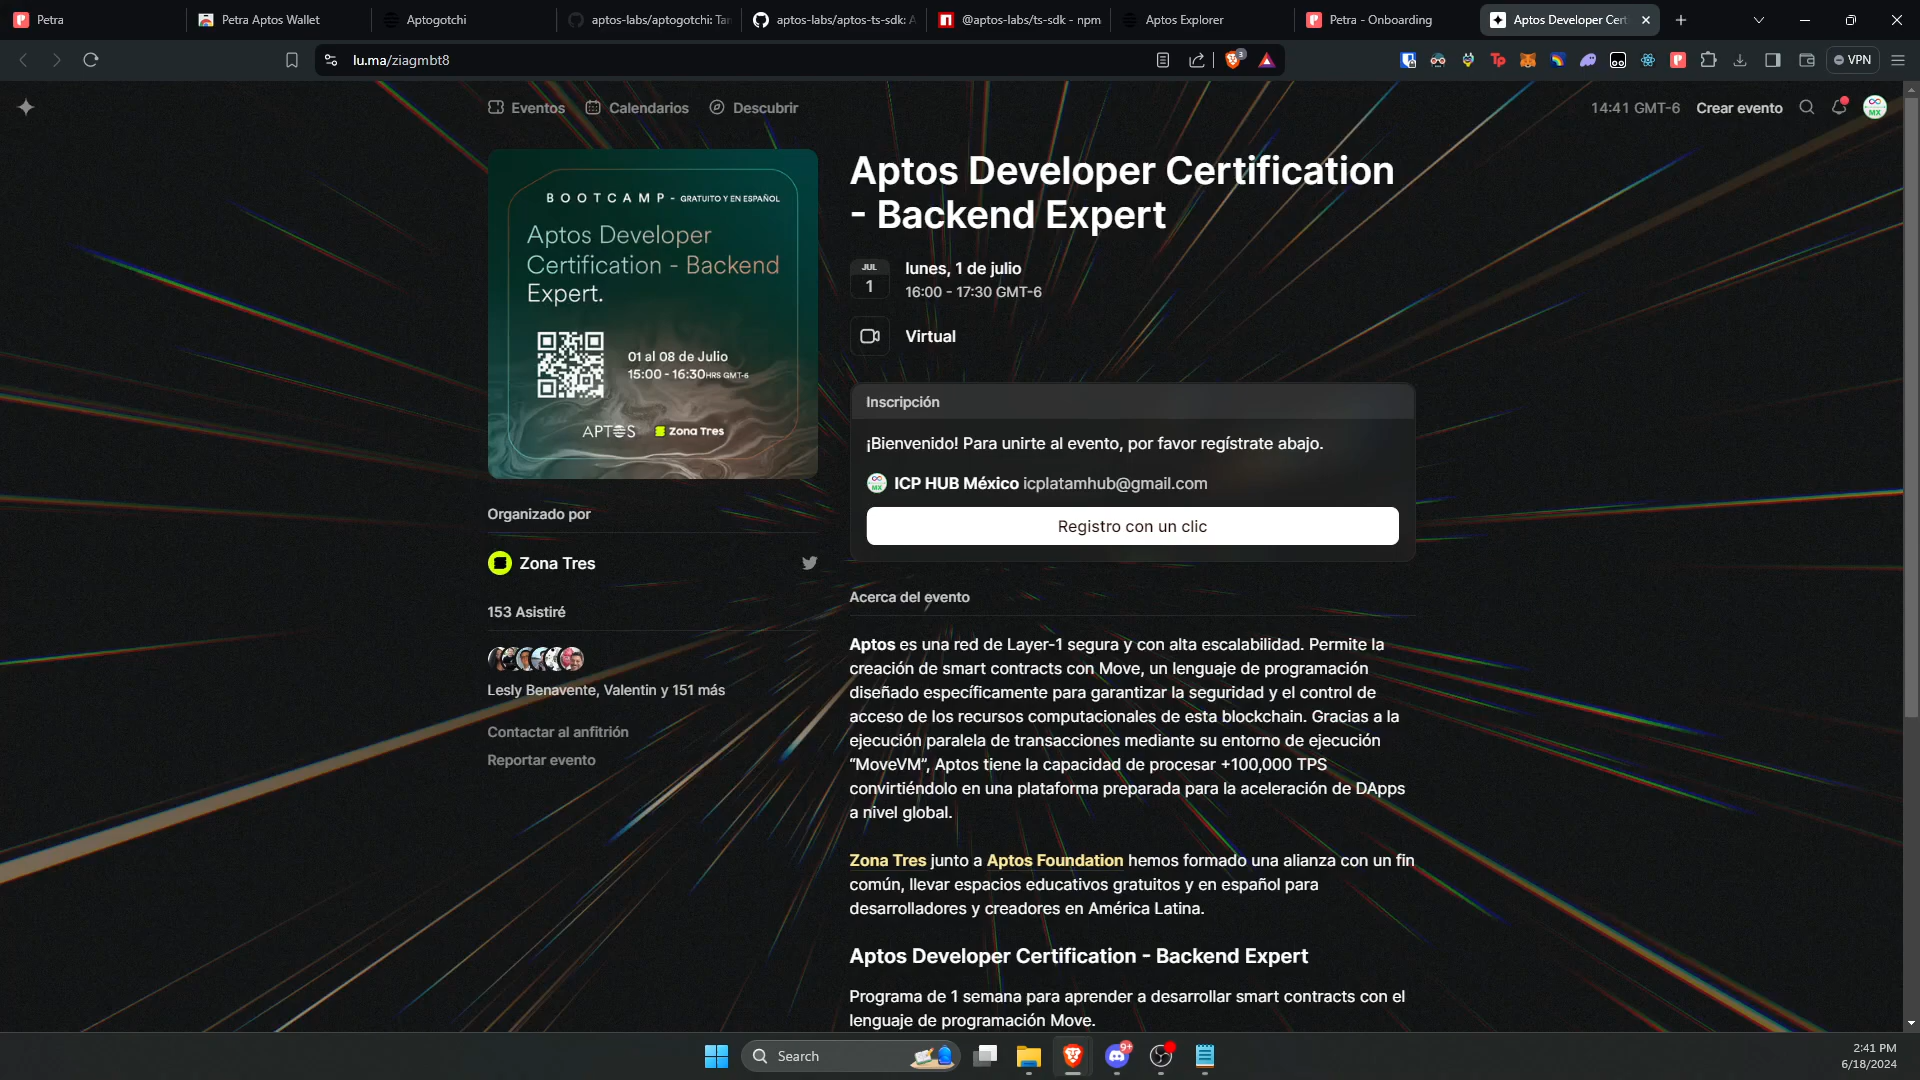 Petra
Petra Aptos Wallet
Aptogotchi
aptos-labs/aptogotchi: Tan
aptos-labs/aptos-ts-sdk: A
@aptos-labs/ts-sdk - npm
Aptos Explorer
Petra - Onboarding
Aptos Developer Cert
lu.ma/ziagmbt8
3
Tp
VPN
Eventos
Calendarios
Descubrir
14:41 GMT-6
Crear evento
MX
BOOTCAMP - GRATUITO Y EN ESPAÑOL
Aptos Developer
Certification - Backend
Expert.
01 al 08 de Julio
15:00 - 16:30 HRS GMT-6
APTOS
Zona Tres
Organizado por
Zona Tres
153 Asistiré
Lesly Benavente, Valentin y 151 más
Contactar al anfitrión
Reportar evento
Aptos Developer Certification
- Backend Expert
JUL
1
lunes, 1 de julio
16:00 - 17:30 GMT-6
Virtual
Inscripción
¡Bienvenido! Para unirte al evento, por favor regístrate abajo.
MX
ICP HUB México icplatamhub@gmail.com
Registro con un clic
Acerca del evento
Aptos es una red de Layer-1 segura y con alta escalabilidad. Permite la
creación de smart contracts con Move, un lenguaje de programación
diseñado específicamente para garantizar la seguridad y el control de
acceso de los recursos computacionales de esta blockchain. Gracias a la
ejecución paralela de transacciones mediante su entorno de ejecución
“MoveVM”, Aptos tiene la capacidad de procesar +100,000 TPS
convirtiéndolo en una plataforma preparada para la aceleración de DApps
a nivel global.
Zona Tres junto a Aptos Foundation hemos formado una alianza con un fin
común, llevar espacios educativos gratuitos y en español para
desarrolladores y creadores en América Latina.
Aptos Developer Certification - Backend Expert
Programa de 1 semana para aprender a desarrollar smart contracts con el
lenguaje de programación Move.
Search
9+
2:41 PM
6/18/2024